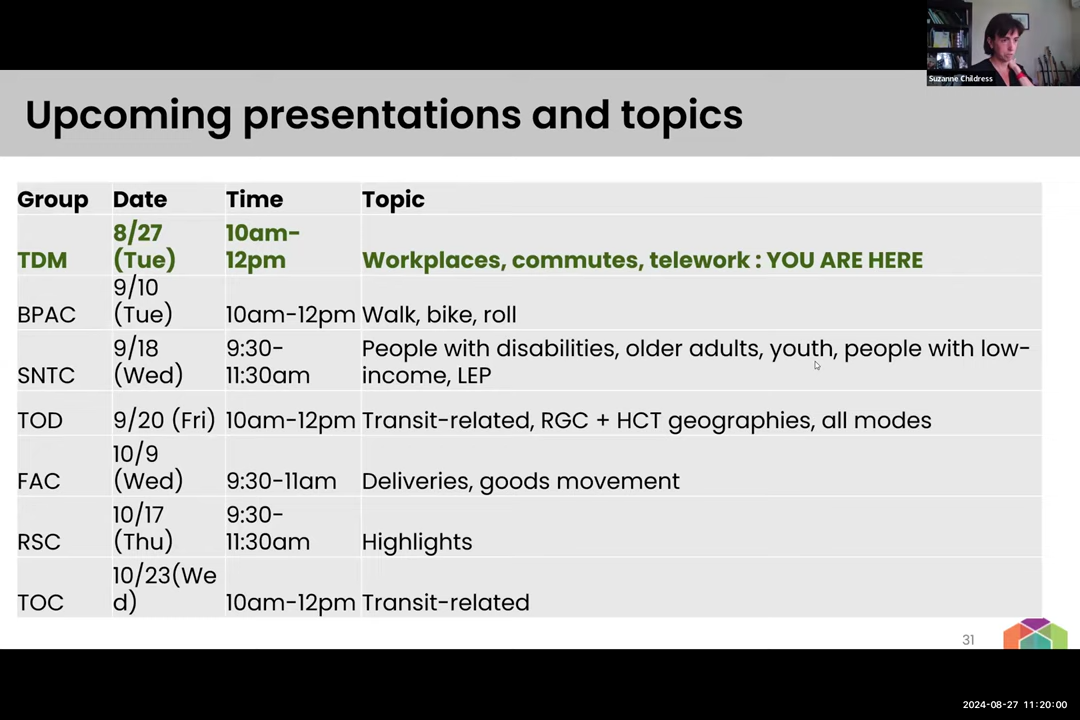 Suzanne Childress
Upcoming presentations and topics
Group Date Time Topic
TDM 8/27 (Tue) 10am-12pm Workplaces, commutes, telework : YOU ARE HERE
BPAC 9/10 (Tue) 10am-12pm Walk, bike, roll
SNTC 9/18 (Wed) 9:30-11:30am People with disabilities, older adults, youth, people with low-income, LEP
TOD 9/20 (Fri) 10am-12pm Transit-related, RGC + HCT geographies, all modes
FAC 10/9 (Wed) 9:30-11am Deliveries, goods movement
RSC 10/17 (Thu) 9:30-11:30am Highlights
TOC 10/23(Wed) 10am-12pm Transit-related
31
2024-08-27 11:20:00